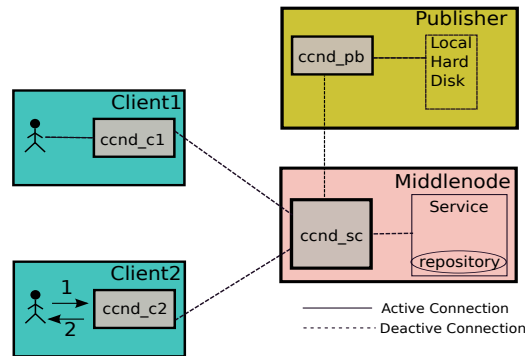 Publisher
ccnd_pb
Local
Hard
Disk
Client1
ccnd_c1
Middlenode
Service
ccnd_sc
repository
Client2
1
ccnd_c2
2
Active Connection
Deactive Connection